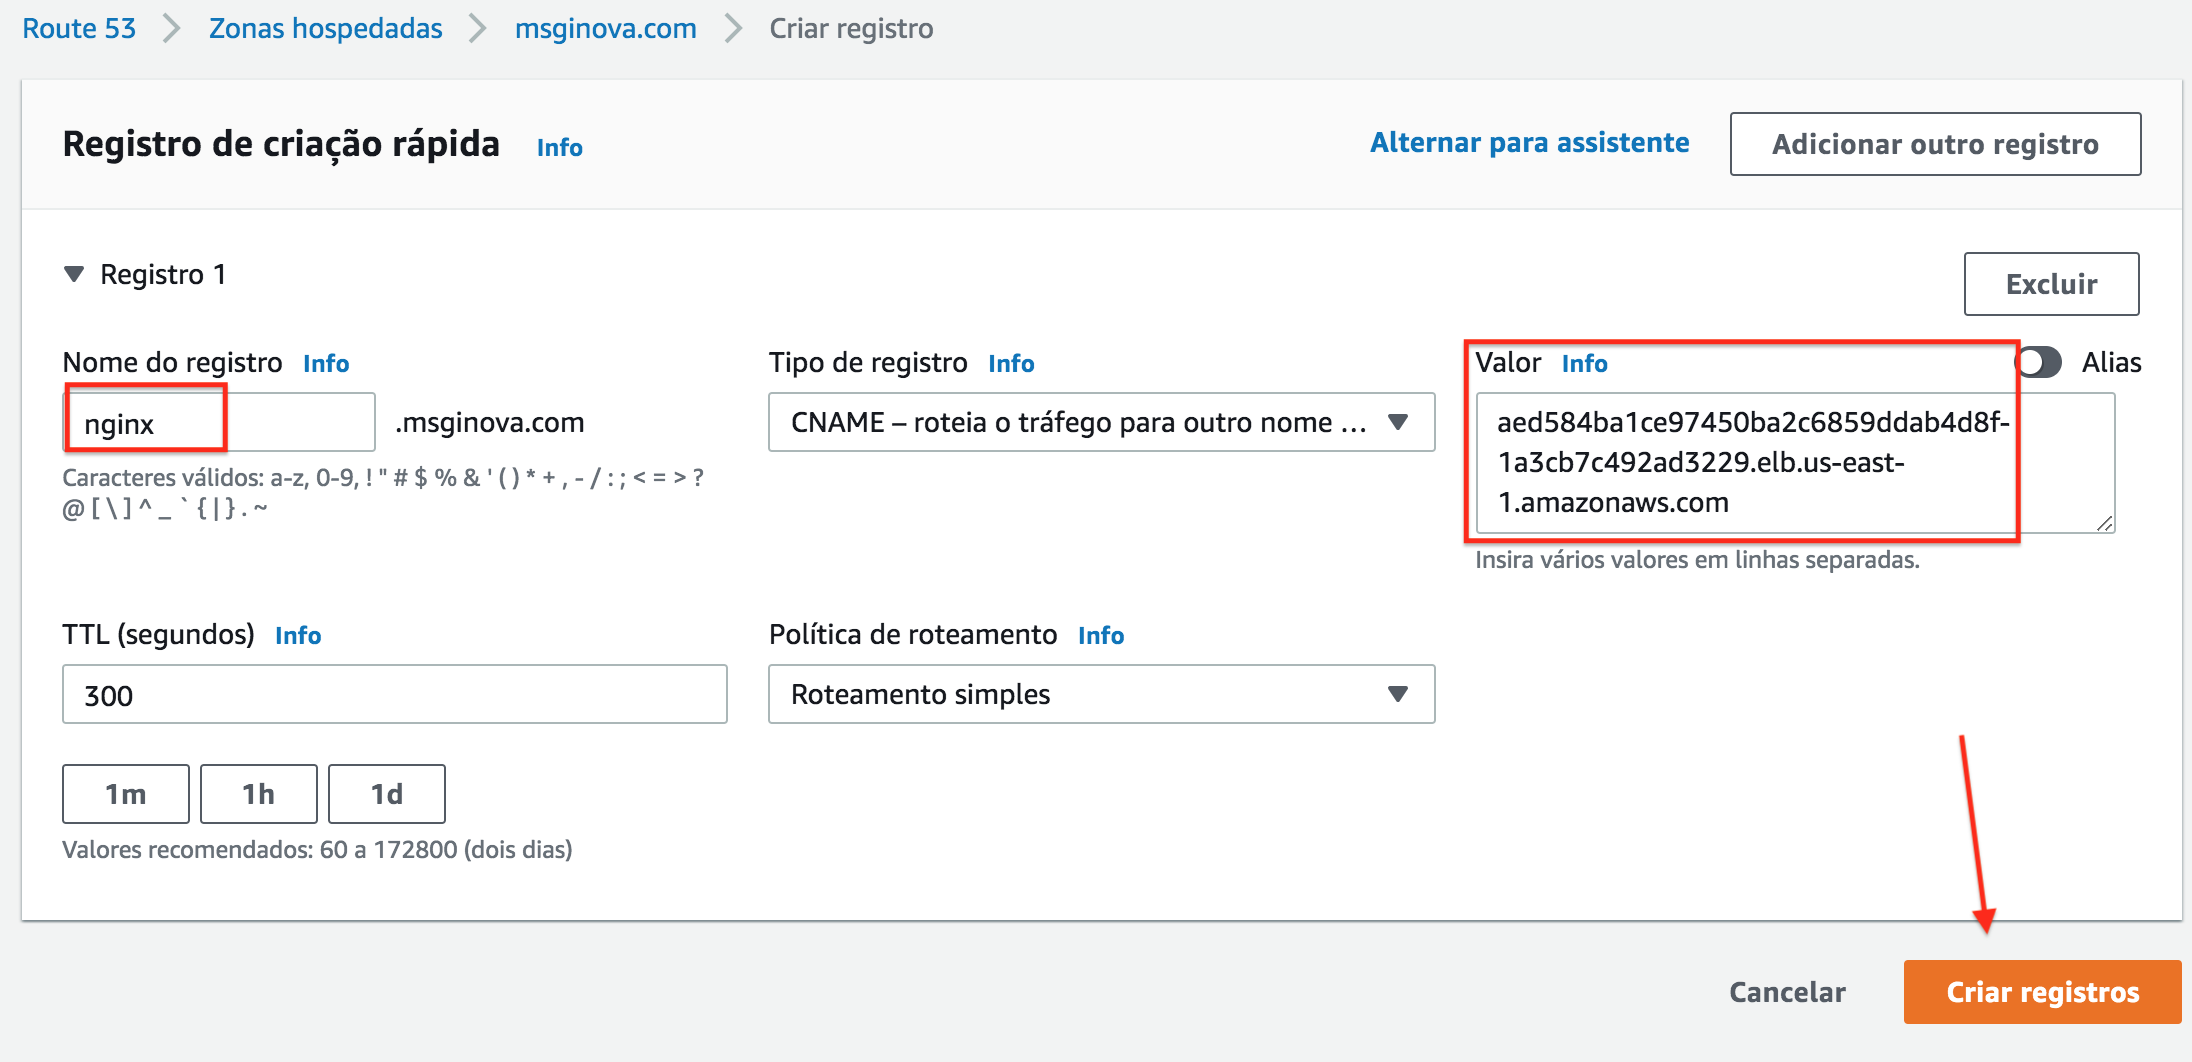 Route 53 > Zonas hospedadas > msginova.com > Criar registro
Registro de criação rápida Info
Alternar para assistente
Adicionar outro registro
Registro 1
Excluir
Nome do registro Info
nginx
.msginova.com
Caracteres válidos: a-z, 0-9, ! " # $ % & ' ( ) * + , - / : ; < = > ?
@ [ \ ] ^ _ ` { | } . ~
Tipo de registro Info
CNAME – roteia o tráfego para outro nome ...
Valor Info
Alias
aed584ba1ce97450ba2c6859ddab4d8f-
1a3cb7c492ad3229.elb.us-east-
1.amazonaws.com
Insira vários valores em linhas separadas.
TTL (segundos) Info
300
1m 1h 1d
Valores recomendados: 60 a 172800 (dois dias)
Política de roteamento Info
Roteamento simples
Cancelar
Criar registros